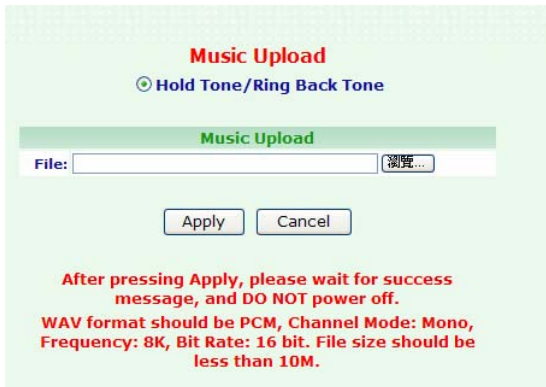 Music Upload
Hold Tone/Ring Back Tone
Music Upload
File: 瀏覽...
Apply Cancel
After pressing Apply, please wait for success
message, and DO NOT power off.
WAV format should be PCM, Channel Mode: Mono,
Frequency: 8K, Bit Rate: 16 bit. File size should be
less than 10M.